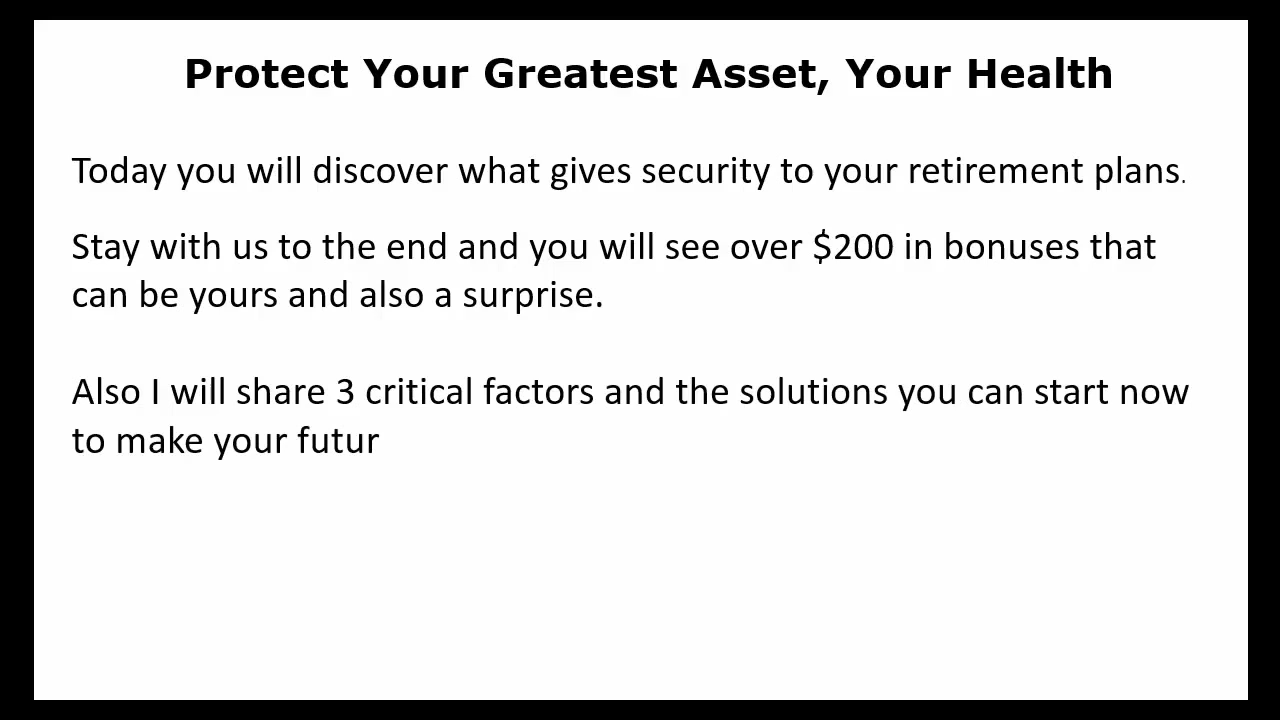 Protect Your Greatest Asset, Your Health
Today you will discover what gives security to your retirement plans.
Stay with us to the end and you will see over $200 in bonuses that
can be yours and also a surprise.
Also I will share 3 critical factors and the solutions you can start now
to make your futur